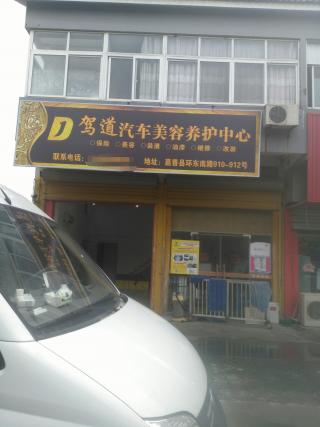 D 驾道汽车美容养护中心
○保险 ○美容 ○装潢 ○油漆 ○维修 ○改装
联系电话: 地址:嘉善县环东南路910-912号